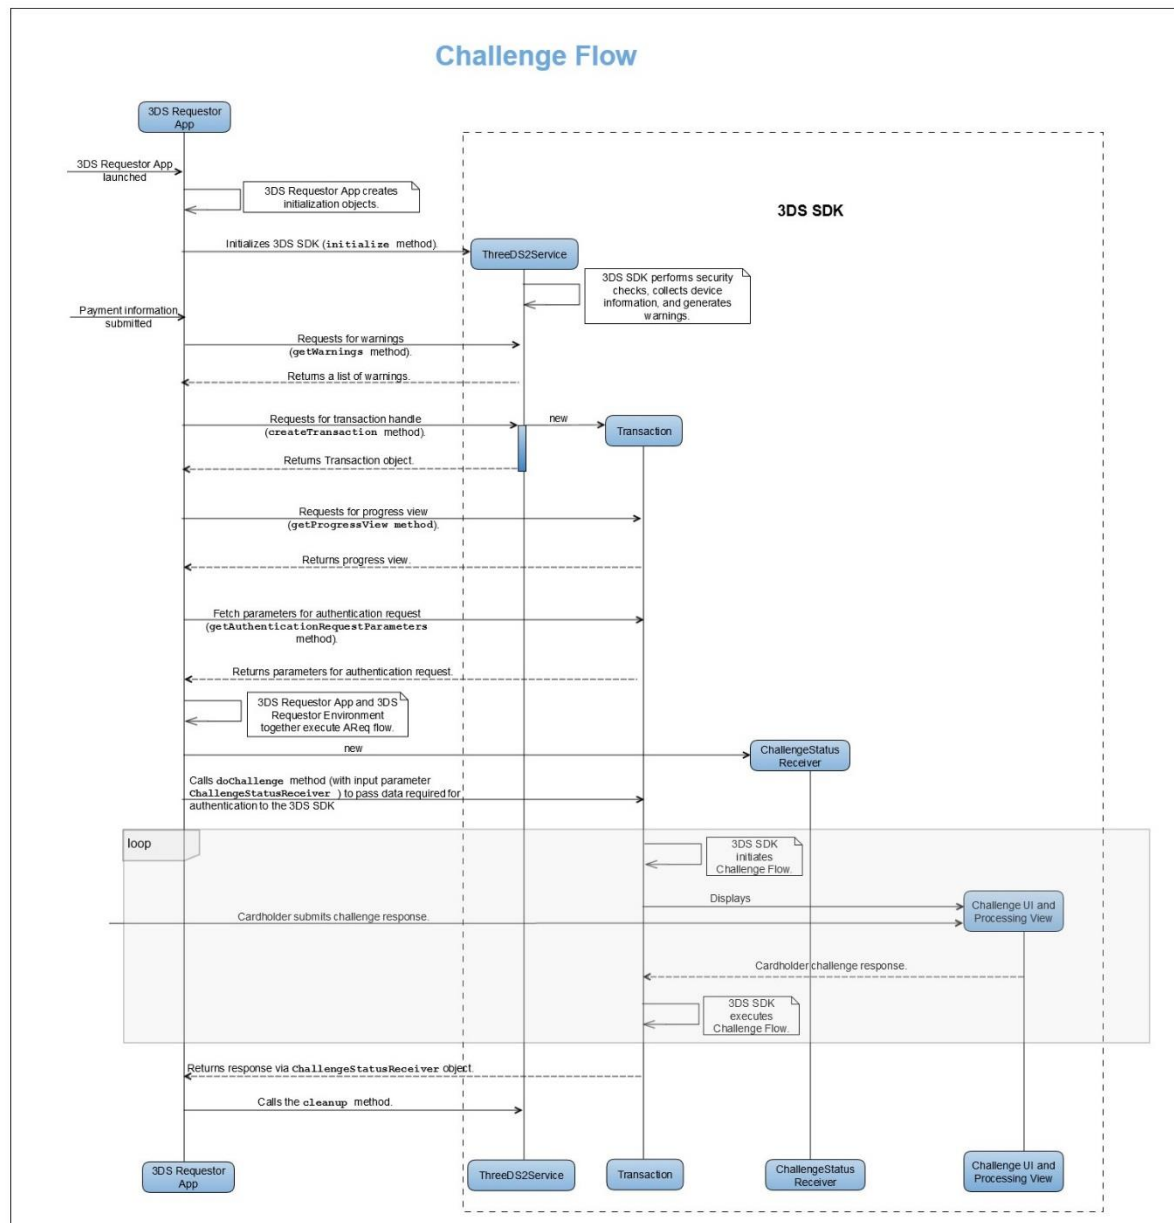 Challenge Flow
3DS Requestor
App
3DS Requestor App
launched
3DS Requestor App creates
initialization objects.
3DS SDK
Initializes 3DS SDK (initialize method).
ThreeDS2Service
3DS SDK performs security
checks, collects device
information, and generates
warnings.
Payment information
submitted
Requests for warnings
(getWarnings method).
Returns a list of warnings.
Requests for transaction handle
(createTransaction method).
new
Transaction
Returns Transaction object.
Requests for progress view
(getProgressView method).
Returns progress view.
Fetch parameters for authentication request
(getAuthenticationRequestParameters
method).
Returns parameters for authentication request.
3DS Requestor App and 3DS
Requestor Environment
together execute AReq flow.
new
ChallengeStatus
Receiver
Calls doChallenge method (with input parameter
ChallengeStatusReceiver ) to pass data required for
authentication to the 3DS SDK
loop
3DS SDK
initiates
Challenge Flow.
Displays
Challenge UI and
Processing View
Cardholder submits challenge response.
Cardholder challenge response.
3DS SDK
executes
Challenge Flow.
Returns response via ChallengeStatusReceiver object.
Calls the cleanup method.
3DS Requestor
App
ThreeDS2Service
Transaction
ChallengeStatus
Receiver
Challenge UI and
Processing View